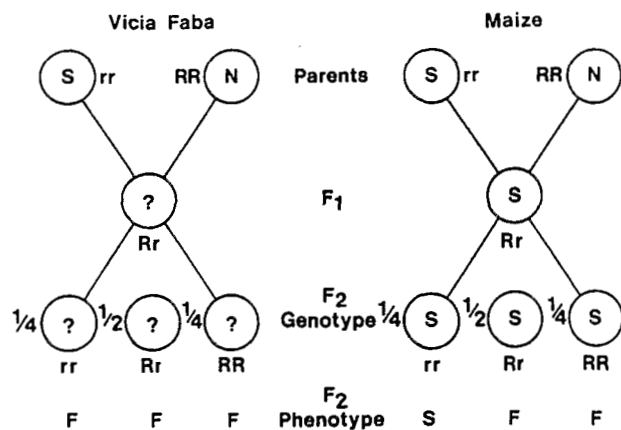 Vicia Faba Maize
S rr RR N Parents S rr RR N
? F1 S
Rr Rr
F2
1/4 ? 1/2 ? 1/4 ? Genotype 1/4 S 1/2 S 1/4 S
rr Rr RR rr Rr RR
F2
F F F Phenotype S F F